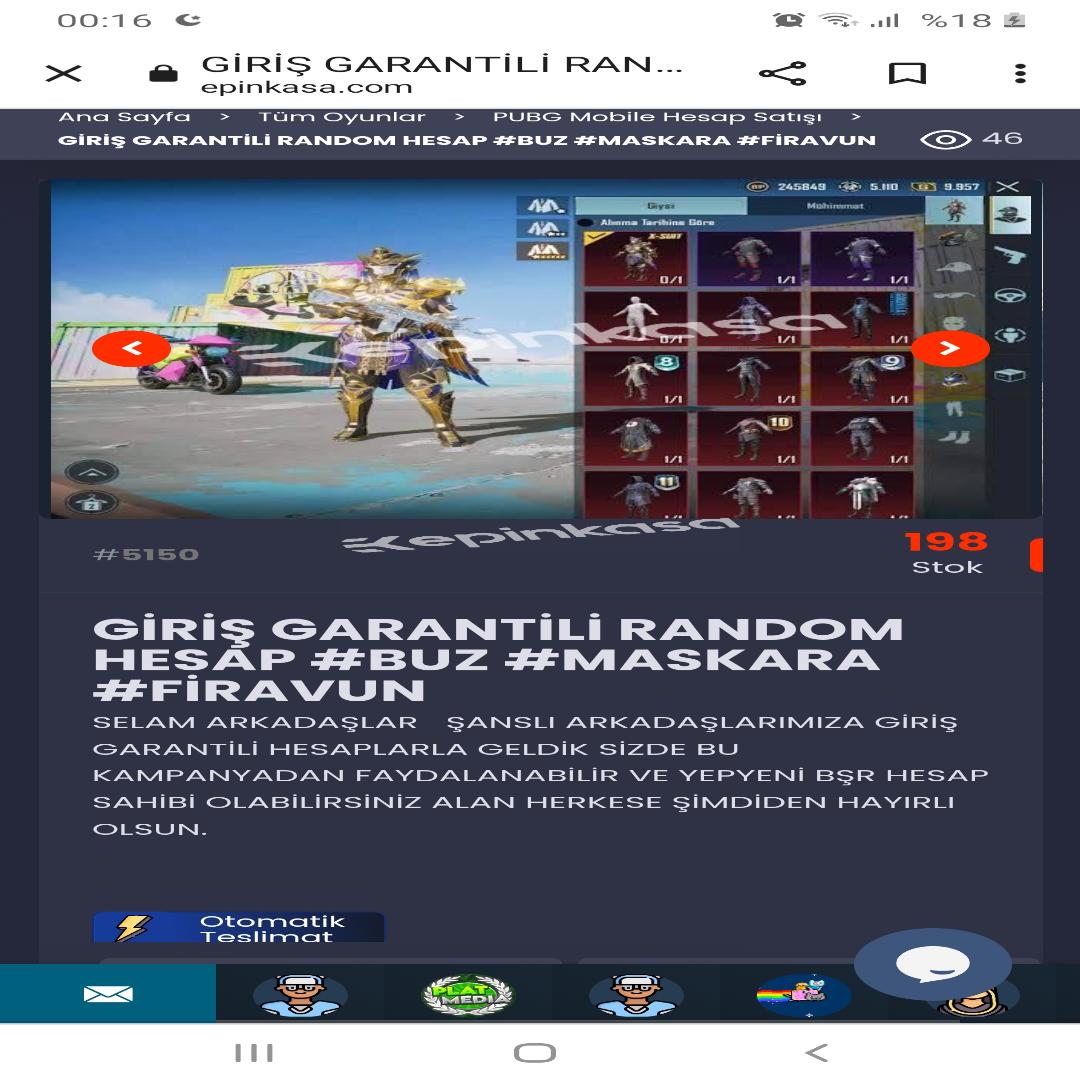 00:16
%18
GİRİŞ GARANTİLİ RAN...
epinkasa.com
Ana Sayfa > Tüm Oyunlar > PUBG Mobile Hesap Satışı >
GİRİŞ GARANTİLİ RANDOM HESAP #BUZ #MASKARA #FİRAVUN
46
BP 245849 5.110 G 9.957
Giysi Mühimmat
Alınma Tarihine Göre
X-SUIT
0/1 1/1 1/1
0/1 1/1 1/1
8 9
1/1 1/1 1/1
10
1/1 1/1 1/1
11
2
epinkasa
epinkasa
#5150
198
Stok
GİRİŞ GARANTİLİ RANDOM
HESAP #BUZ #MASKARA
#FİRAVUN
SELAM ARKADAŞLAR ŞANSLI ARKADAŞLARIMIZA GİRİŞ
GARANTİLİ HESAPLARLA GELDİK SİZDE BU
KAMPANYADAN FAYDALANABİLİR VE YEPYENİ BŞR HESAP
SAHİBİ OLABİLİRSİNİZ ALAN HERKESE ŞİMDİDEN HAYIRLI
OLSUN.
Otomatik
Teslimat
PLAT
MEDIA